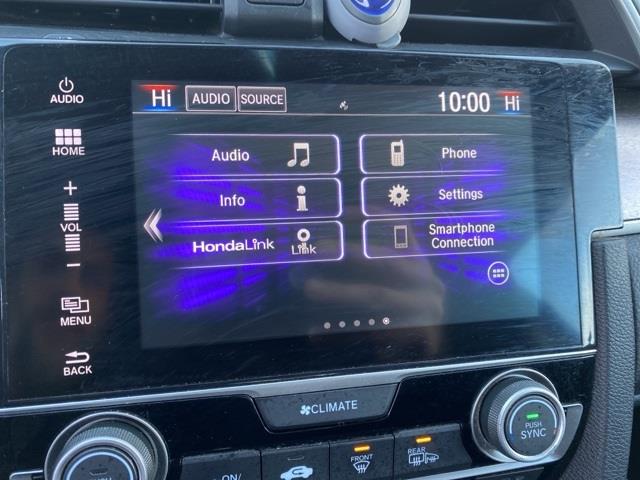 AUDIO
HOME
+
VOL
−
MENU
BACK
Hi AUDIO SOURCE 10:00 Hi
Audio
Info
HondaLink
Link
Phone
Settings
Smartphone
Connection
CLIMATE
ON/
FRONT
REAR
PUSH
SYNC